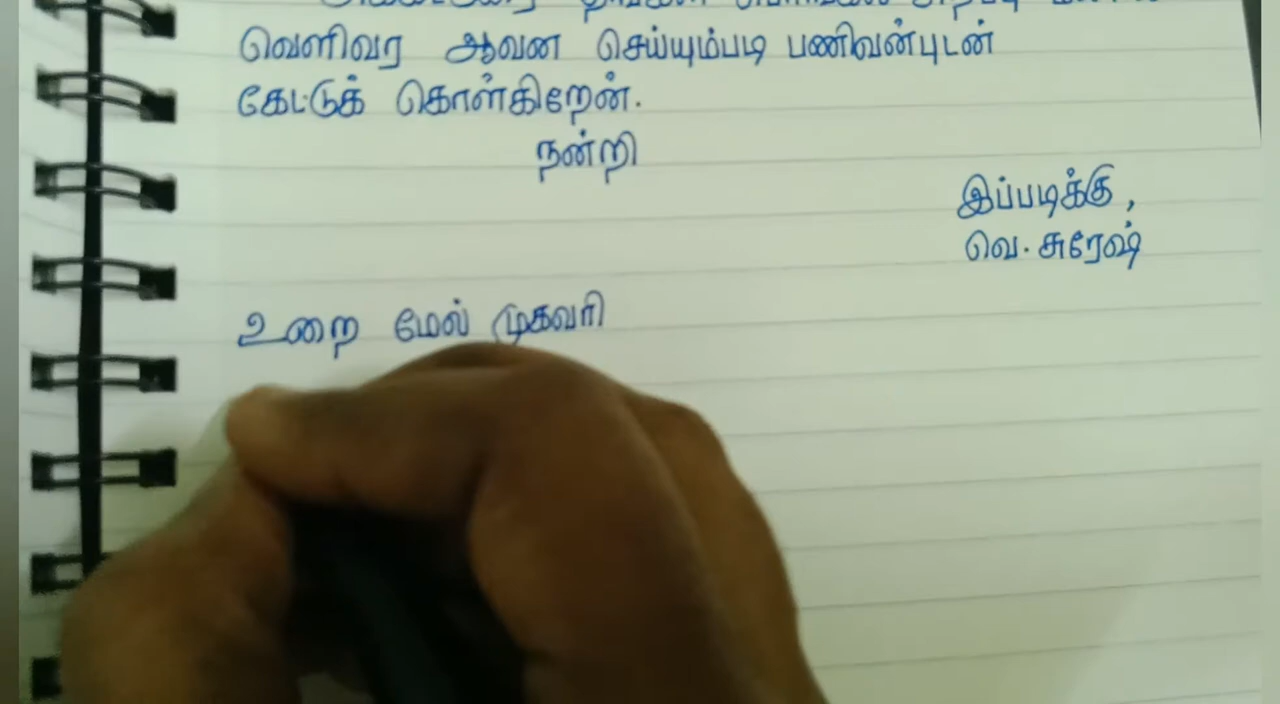 வெளிவர ஆவன செய்யும்படி பணிவன்புடன்
கேட்டுக் கொள்கிறேன்.
நன்றி
இப்படிக்கு,
வெ. சுரேஷ்
உறை மேல் முகவரி